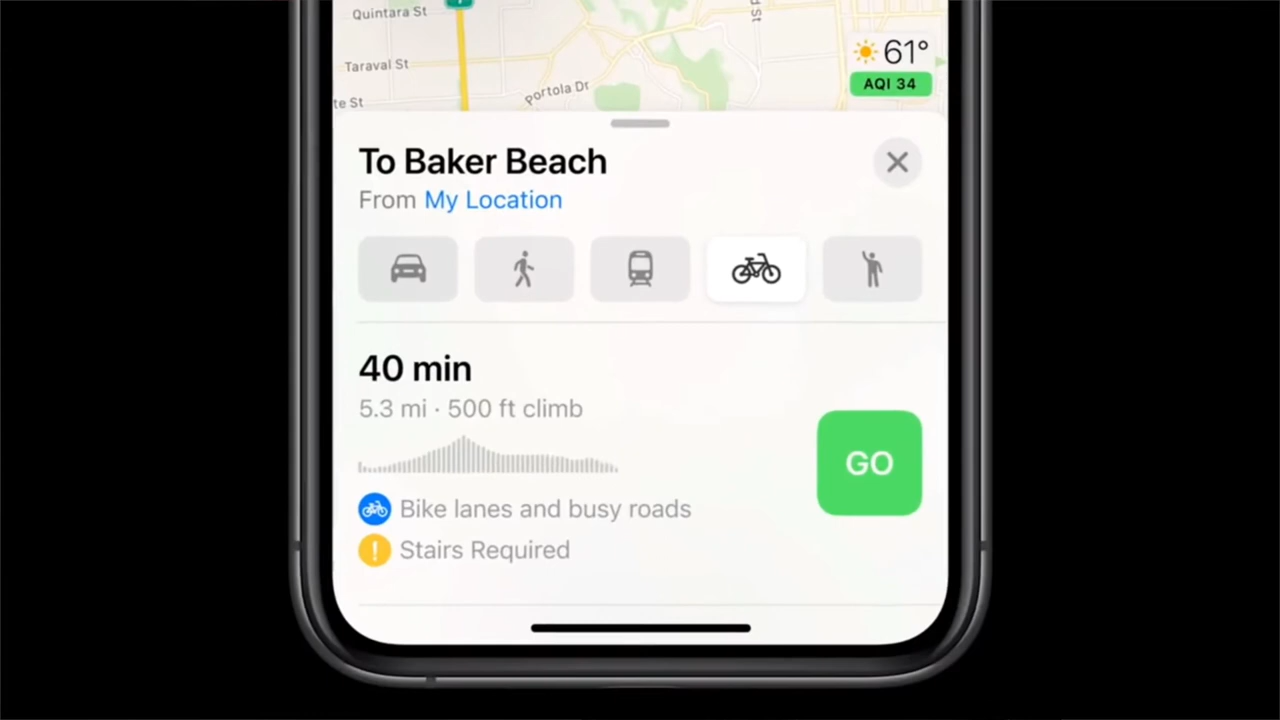 Quintara St
Taraval St
te St
Portola Dr
d St
61°
AQI 34
To Baker Beach
From My Location
40 min
5.3 mi · 500 ft climb
GO
Bike lanes and busy roads
Stairs Required